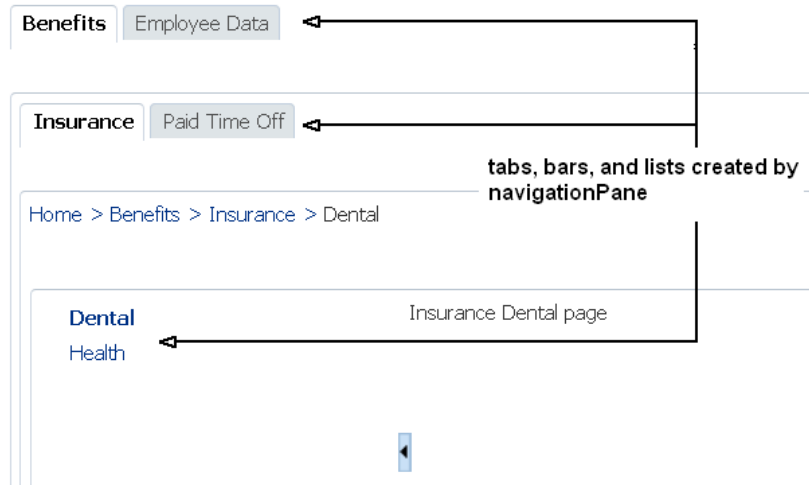 Benefits Employee Data
Insurance Paid Time Off
tabs, bars, and lists created by
navigationPane
Home > Benefits > Insurance > Dental
Dental Insurance Dental page
Health